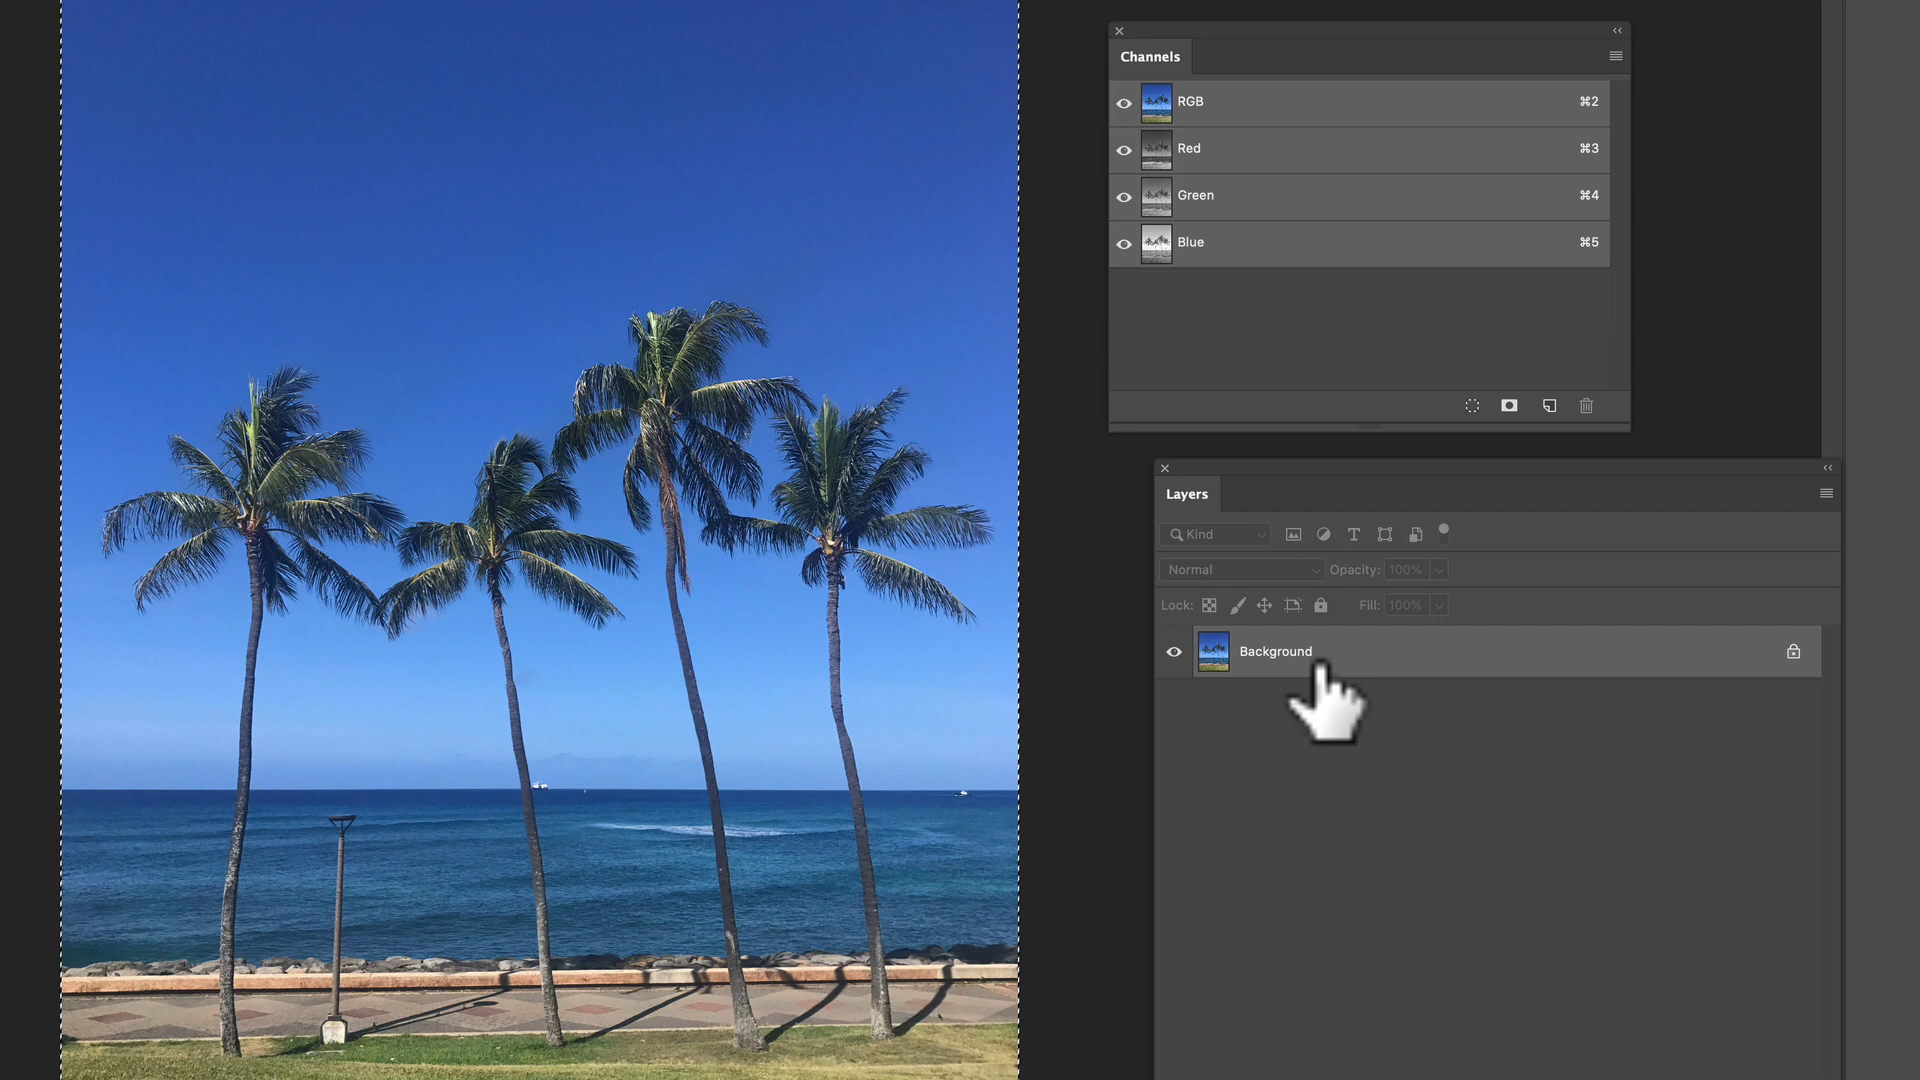 Channels
RGB ⌘2
Red ⌘3
Green ⌘4
Blue ⌘5
Layers
Kind
Normal Opacity: 100%
Lock: Fill: 100%
Background